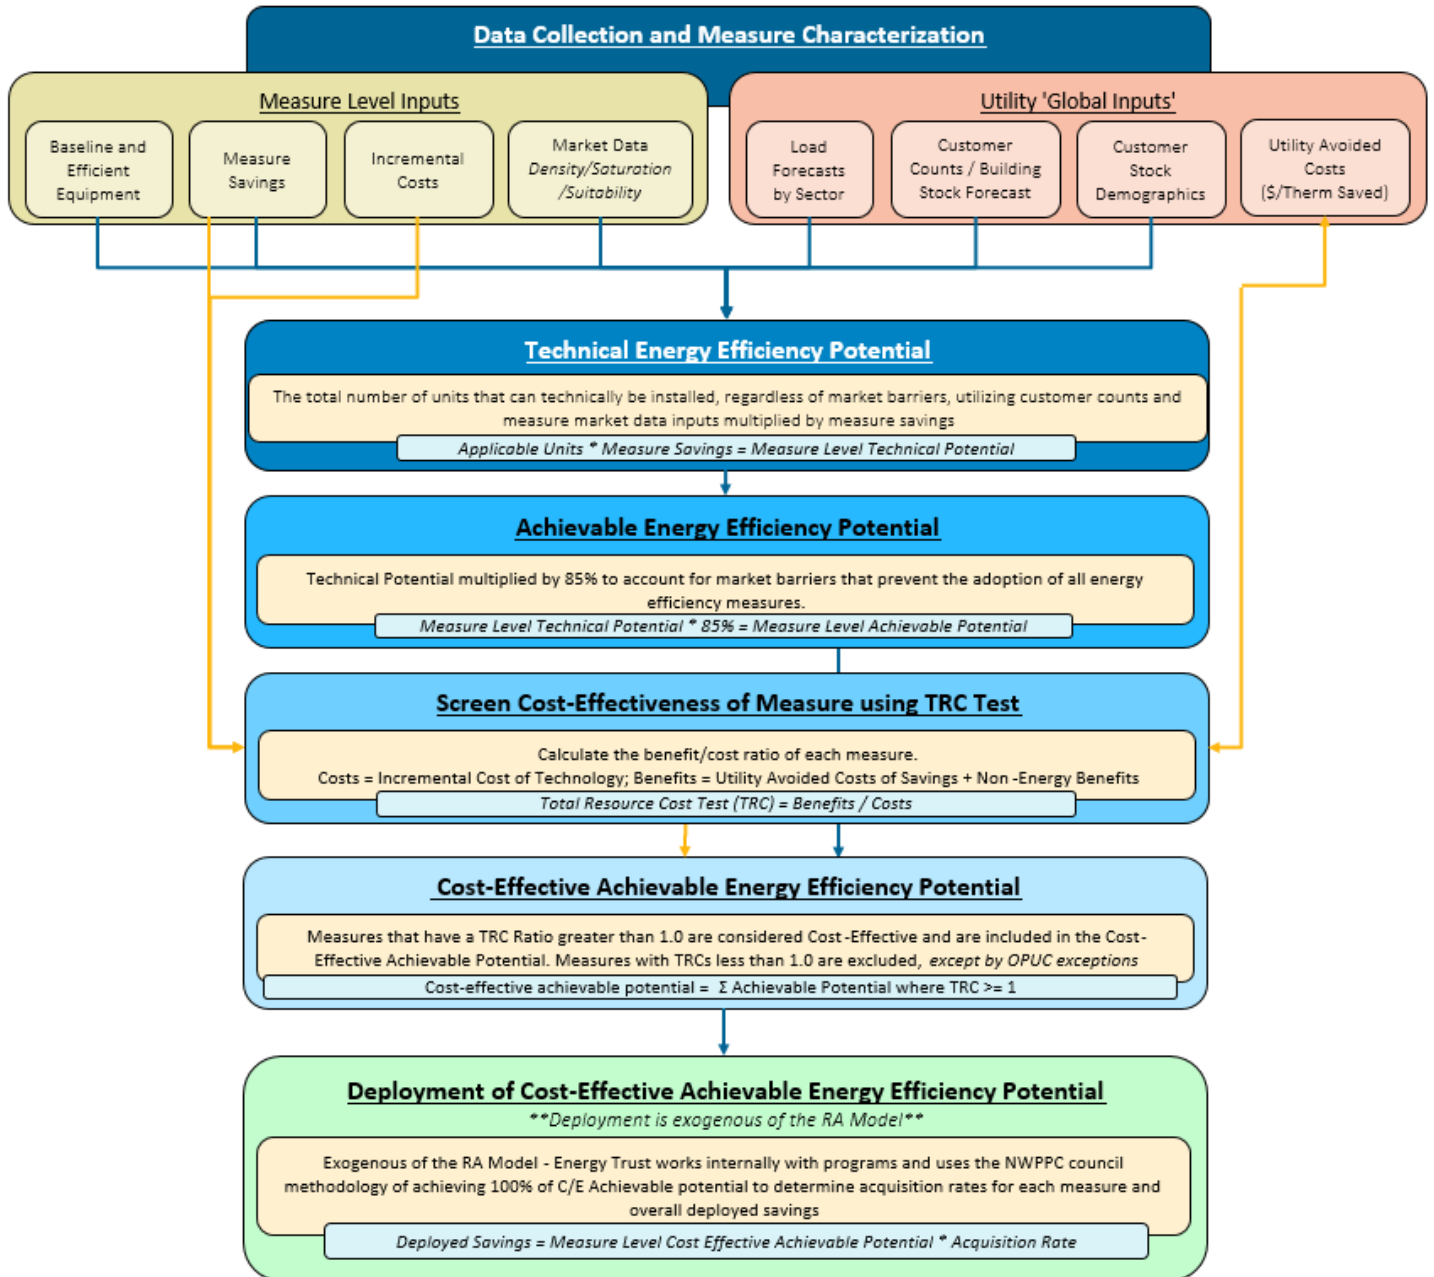 Data Collection and Measure Characterization
Measure Level Inputs
Baseline and
Efficient
Equipment
Measure
Savings
Incremental
Costs
Market Data
Density/Saturation
/Suitability
Utility 'Global Inputs'
Load
Forecasts
by Sector
Customer
Counts / Building
Stock Forecast
Customer
Stock
Demographics
Utility Avoided
Costs
($/Therm Saved)
Technical Energy Efficiency Potential
The total number of units that can technically be installed, regardless of market barriers, utilizing customer counts and
measure market data inputs multiplied by measure savings
Applicable Units * Measure Savings = Measure Level Technical Potential
Achievable Energy Efficiency Potential
Technical Potential multiplied by 85% to account for market barriers that prevent the adoption of all energy
efficiency measures.
Measure Level Technical Potential * 85% = Measure Level Achievable Potential
Screen Cost-Effectiveness of Measure using TRC Test
Calculate the benefit/cost ratio of each measure.
Costs = Incremental Cost of Technology; Benefits = Utility Avoided Costs of Savings + Non -Energy Benefits
Total Resource Cost Test (TRC) = Benefits / Costs
Cost-Effective Achievable Energy Efficiency Potential
Measures that have a TRC Ratio greater than 1.0 are considered Cost-Effective and are included in the Cost-
Effective Achievable Potential. Measures with TRCs less than 1.0 are excluded, except by OPUC exceptions
Cost-effective achievable potential = Σ Achievable Potential where TRC >= 1
Deployment of Cost-Effective Achievable Energy Efficiency Potential
**Deployment is exogenous of the RA Model**
Exogenous of the RA Model - Energy Trust works internally with programs and uses the NWPPC council
methodology of achieving 100% of C/E Achievable potential to determine acquisition rates for each measure and
overall deployed savings
Deployed Savings = Measure Level Cost Effective Achievable Potential * Acquisition Rate